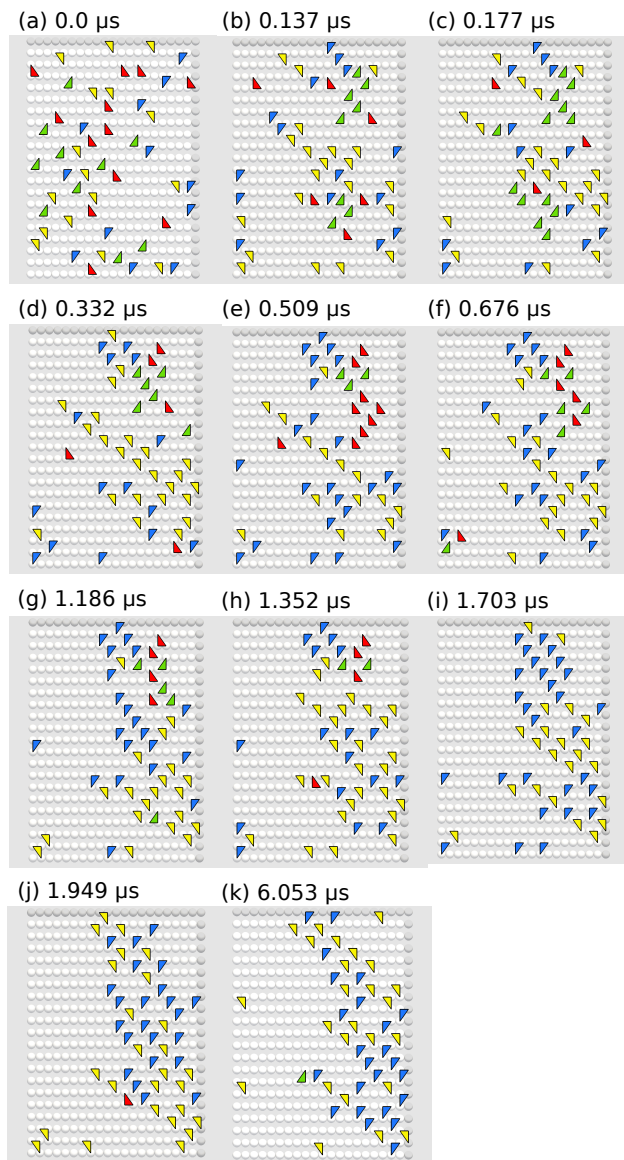 (a) 0.0 μs
(b) 0.137 μs
(c) 0.177 μs
(d) 0.332 μs
(e) 0.509 μs
(f) 0.676 μs
(g) 1.186 μs
(h) 1.352 μs
(i) 1.703 μs
(j) 1.949 μs
(k) 6.053 μs